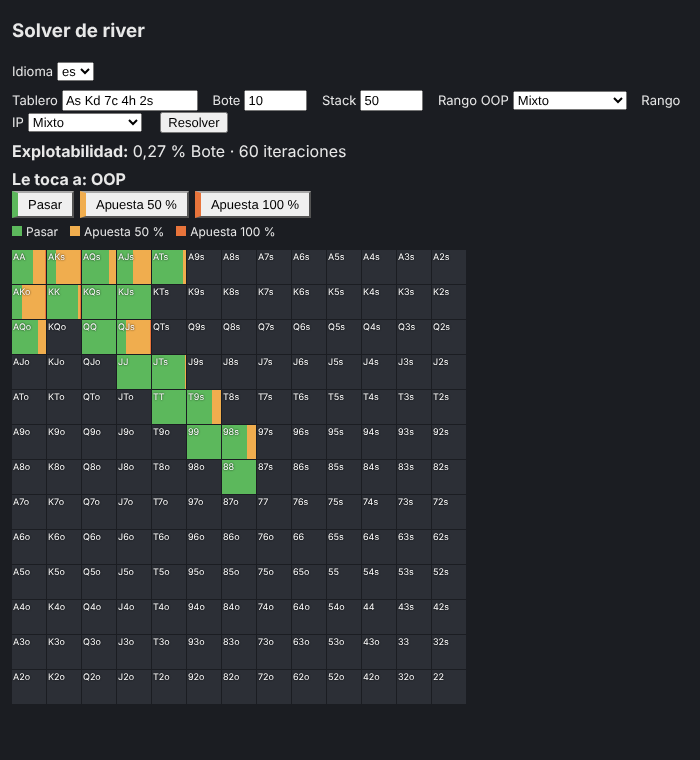 Solver de river
Idioma es
Tablero As Kd 7c 4h 2s Bote 10 Stack 50 Rango OOP Mixto Rango
IP Mixto Resolver
Explotabilidad: 0,27 % Bote · 60 iteraciones
Le toca a: OOP
Pasar Apuesta 50 % Apuesta 100 %
Pasar Apuesta 50 % Apuesta 100 %
AA AKs AQs AJs ATs A9s A8s A7s A6s A5s A4s A3s A2s
AKo KK KQs KJs KTs K9s K8s K7s K6s K5s K4s K3s K2s
AQo KQo QQ QJs QTs Q9s Q8s Q7s Q6s Q5s Q4s Q3s Q2s
AJo KJo QJo JJ JTs J9s J8s J7s J6s J5s J4s J3s J2s
ATo KTo QTo JTo TT T9s T8s T7s T6s T5s T4s T3s T2s
A9o K9o Q9o J9o T9o 99 98s 97s 96s 95s 94s 93s 92s
A8o K8o Q8o J8o T8o 98o 88 87s 86s 85s 84s 83s 82s
A7o K7o Q7o J7o T7o 97o 87o 77 76s 75s 74s 73s 72s
A6o K6o Q6o J6o T6o 96o 86o 76o 66 65s 64s 63s 62s
A5o K5o Q5o J5o T5o 95o 85o 75o 65o 55 54s 53s 52s
A4o K4o Q4o J4o T4o 94o 84o 74o 64o 54o 44 43s 42s
A3o K3o Q3o J3o T3o 93o 83o 73o 63o 53o 43o 33 32s
A2o K2o Q2o J2o T2o 92o 82o 72o 62o 52o 42o 32o 22